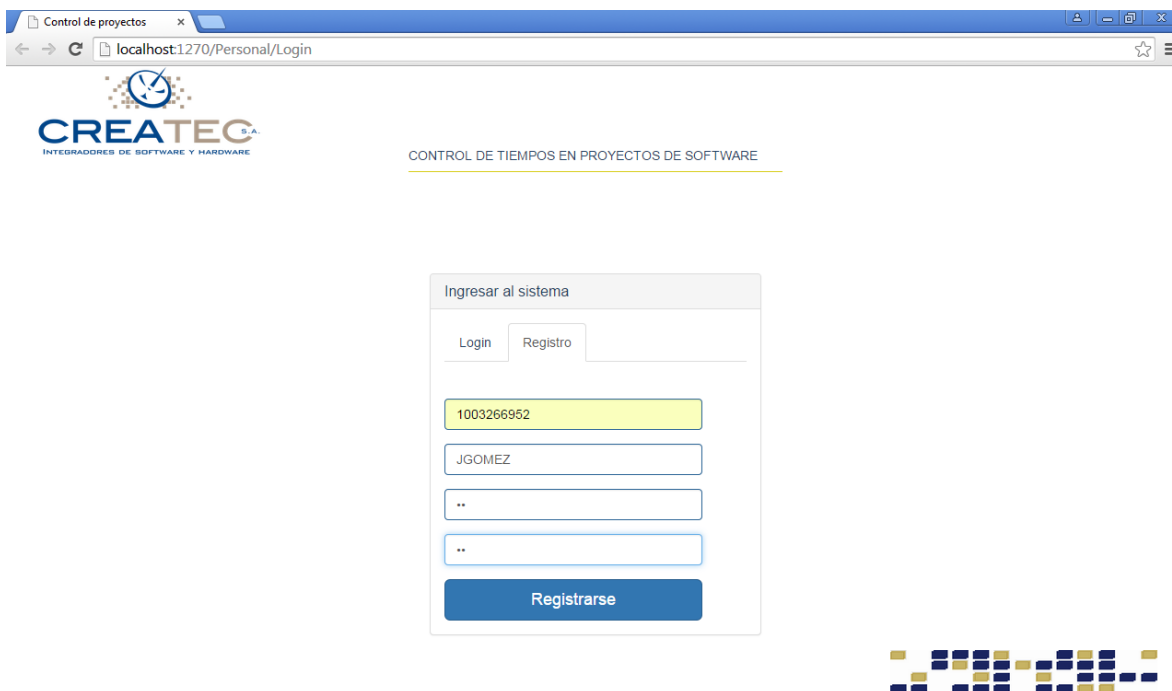 Control de proyectos
localhost:1270/Personal/Login
CREATEC S.A.
INTEGRADORES DE SOFTWARE Y HARDWARE
CONTROL DE TIEMPOS EN PROYECTOS DE SOFTWARE
Ingresar al sistema
Login Registro
1003266952
JGOMEZ
••
••
Registrarse